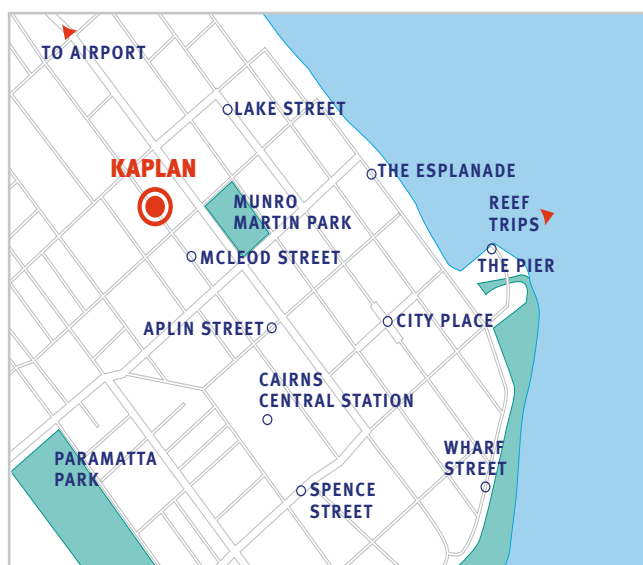 TO AIRPORT
LAKE STREET
KAPLAN
THE ESPLANADE
MUNRO
MARTIN PARK
REEF
TRIPS
MCLEOD STREET
THE PIER
APLIN STREET
CITY PLACE
CAIRNS
CENTRAL STATION
PARAMATTA
PARK
WHARF
STREET
SPENCE
STREET